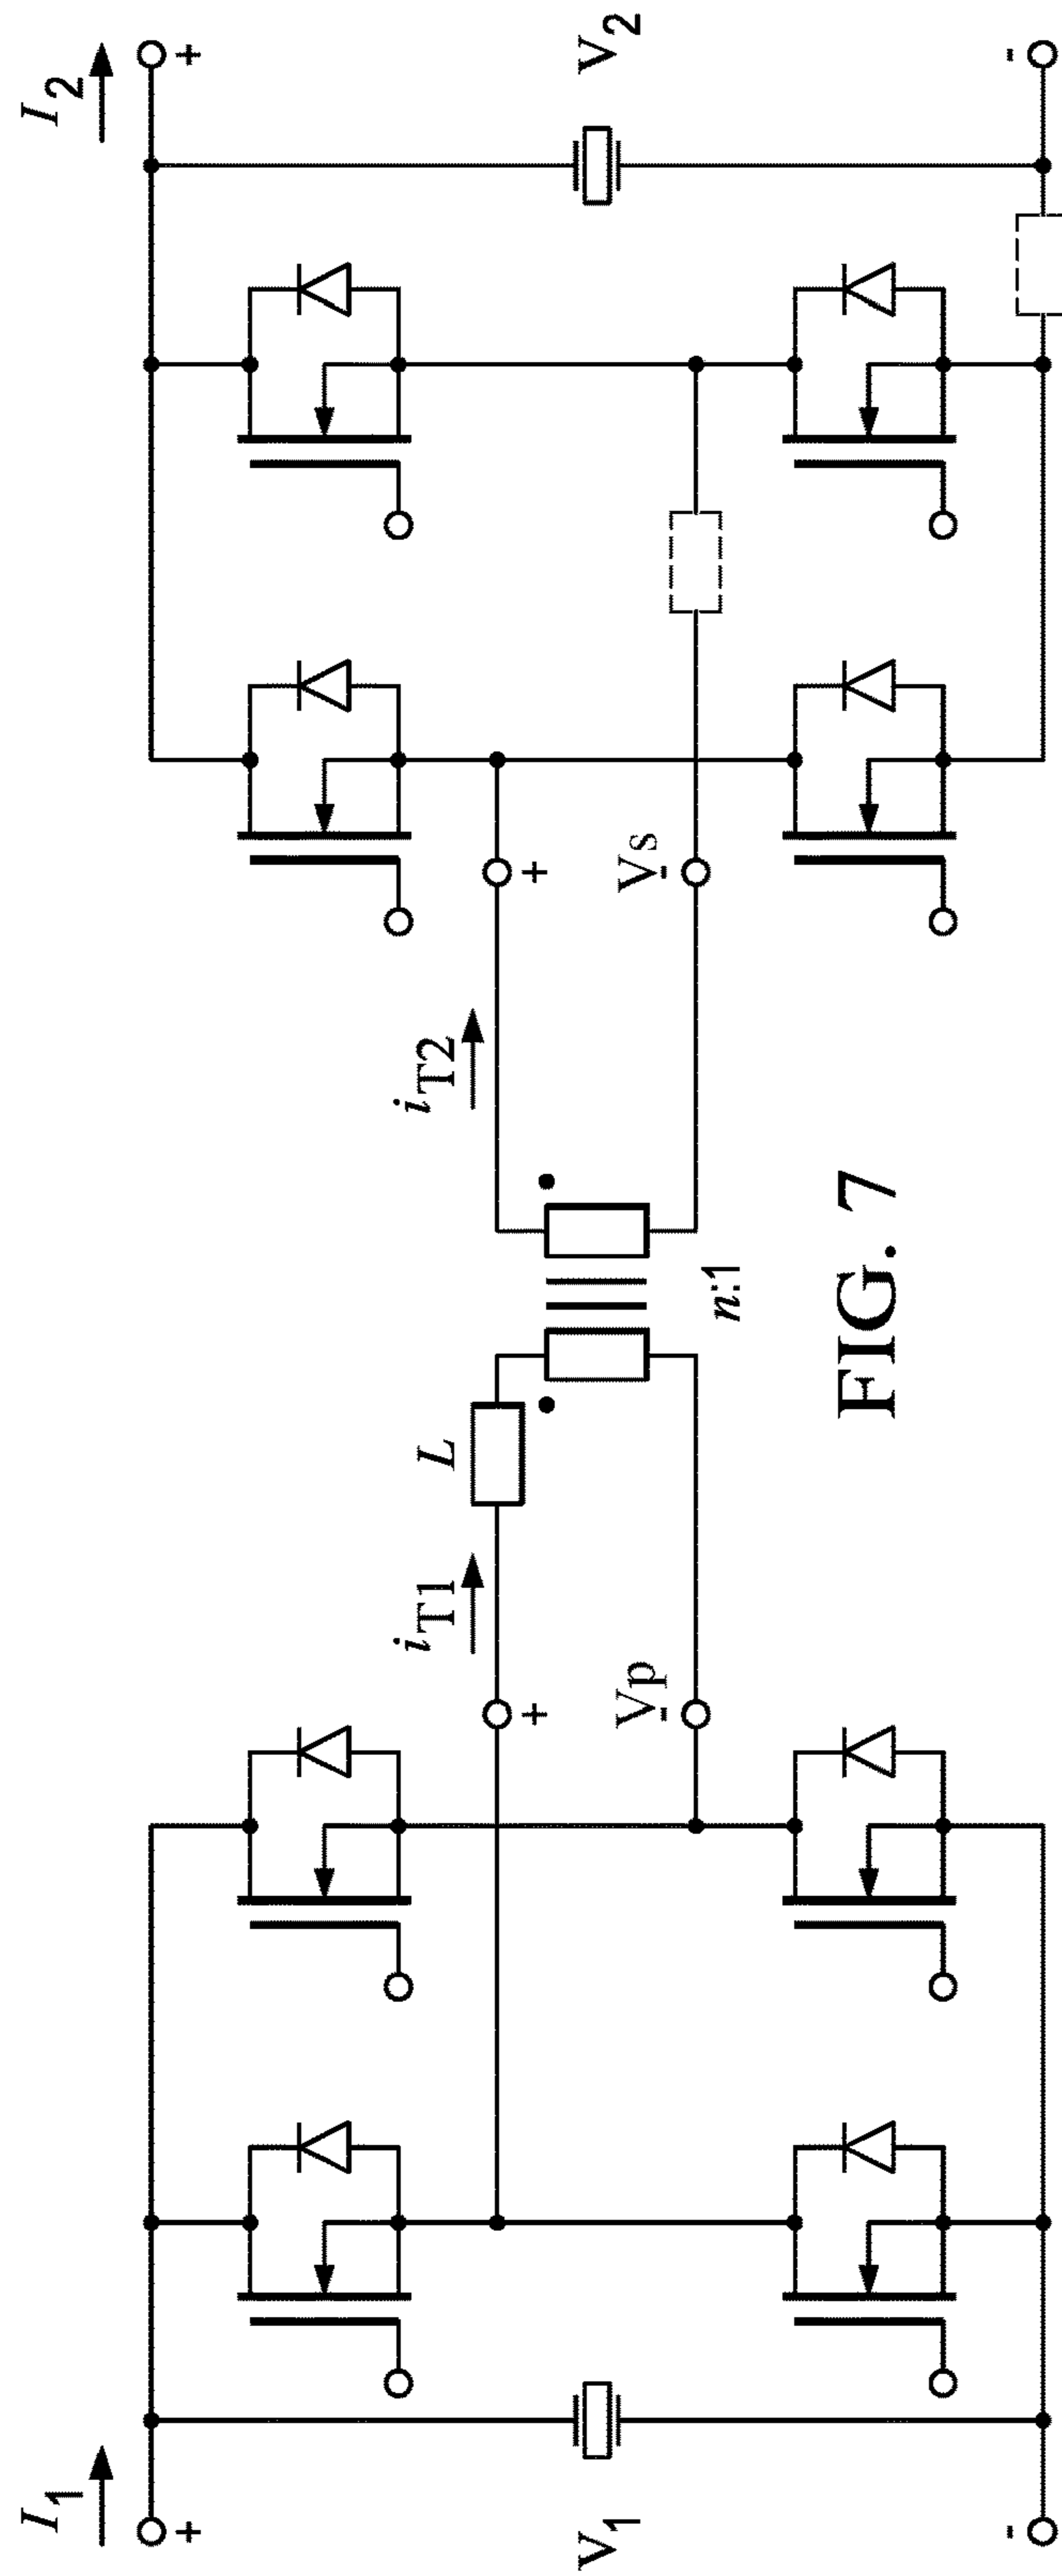 I1
+
V1
-
iT1
+
Vp
-
L
n:1
iT2
+
Vs
-
I2
+
V2
-
FIG. 7